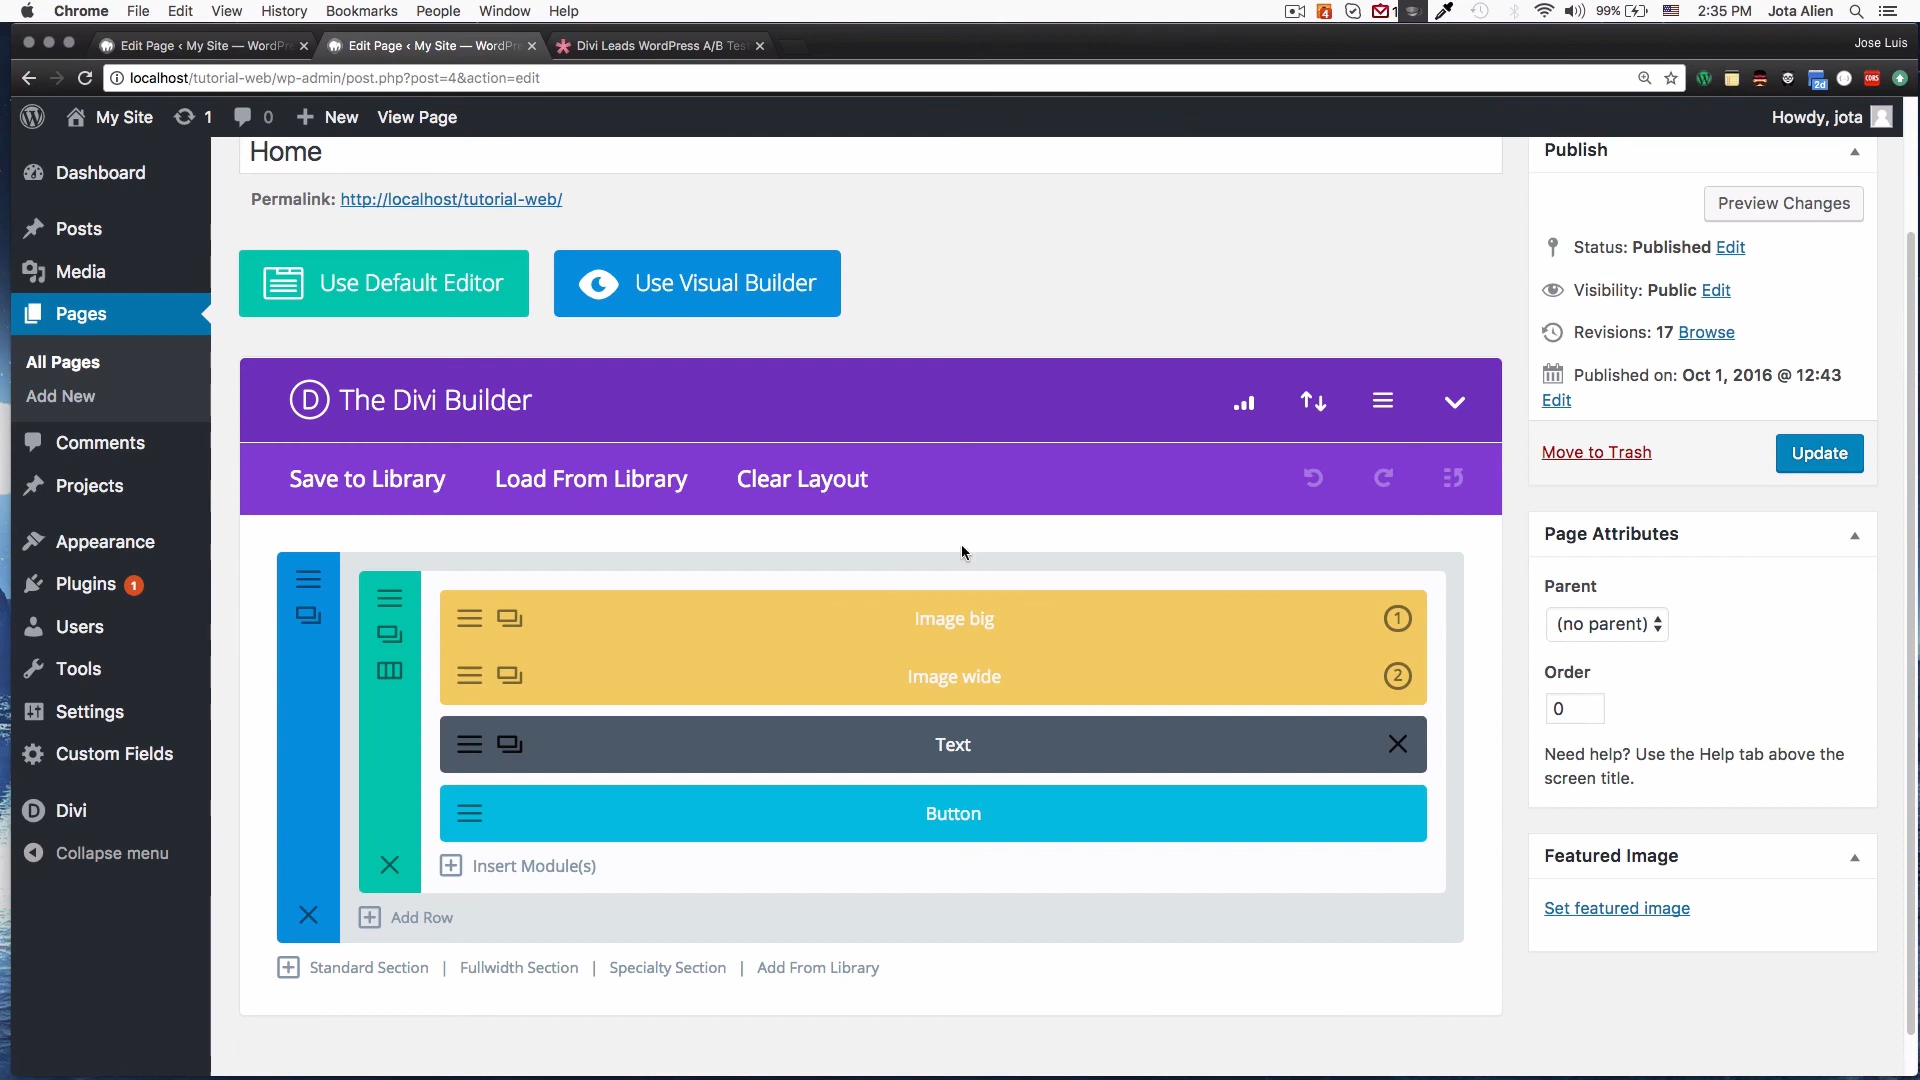 Chrome File Edit View History Bookmarks People Window Help 4 1 99% 2:35 PM Jota Alien
Edit Page ‹ My Site — WordPr Edit Page ‹ My Site — WordPr Divi Leads WordPress A/B Tes Jose Luis
localhost/tutorial-web/wp-admin/post.php?post=4&action=edit 2d CORS
My Site 1 0 New View Page Howdy, jota
Dashboard
Posts
Media
Pages
All Pages
Add New
Comments
Projects
Appearance
Plugins 1
Users
Tools
Settings
Custom Fields
Divi
Collapse menu
Home
Permalink: http://localhost/tutorial-web/
Use Default Editor Use Visual Builder
D The Divi Builder
Save to Library Load From Library Clear Layout
Image big 1
Image wide 2
Text
Button
Insert Module(s)
Add Row
Standard Section | Fullwidth Section | Specialty Section | Add From Library
Publish
Preview Changes
Status: Published Edit
Visibility: Public Edit
Revisions: 17 Browse
Published on: Oct 1, 2016 @ 12:43
Edit
Move to Trash Update
Page Attributes
Parent
(no parent)
Order
0
Need help? Use the Help tab above the
screen title.
Featured Image
Set featured image